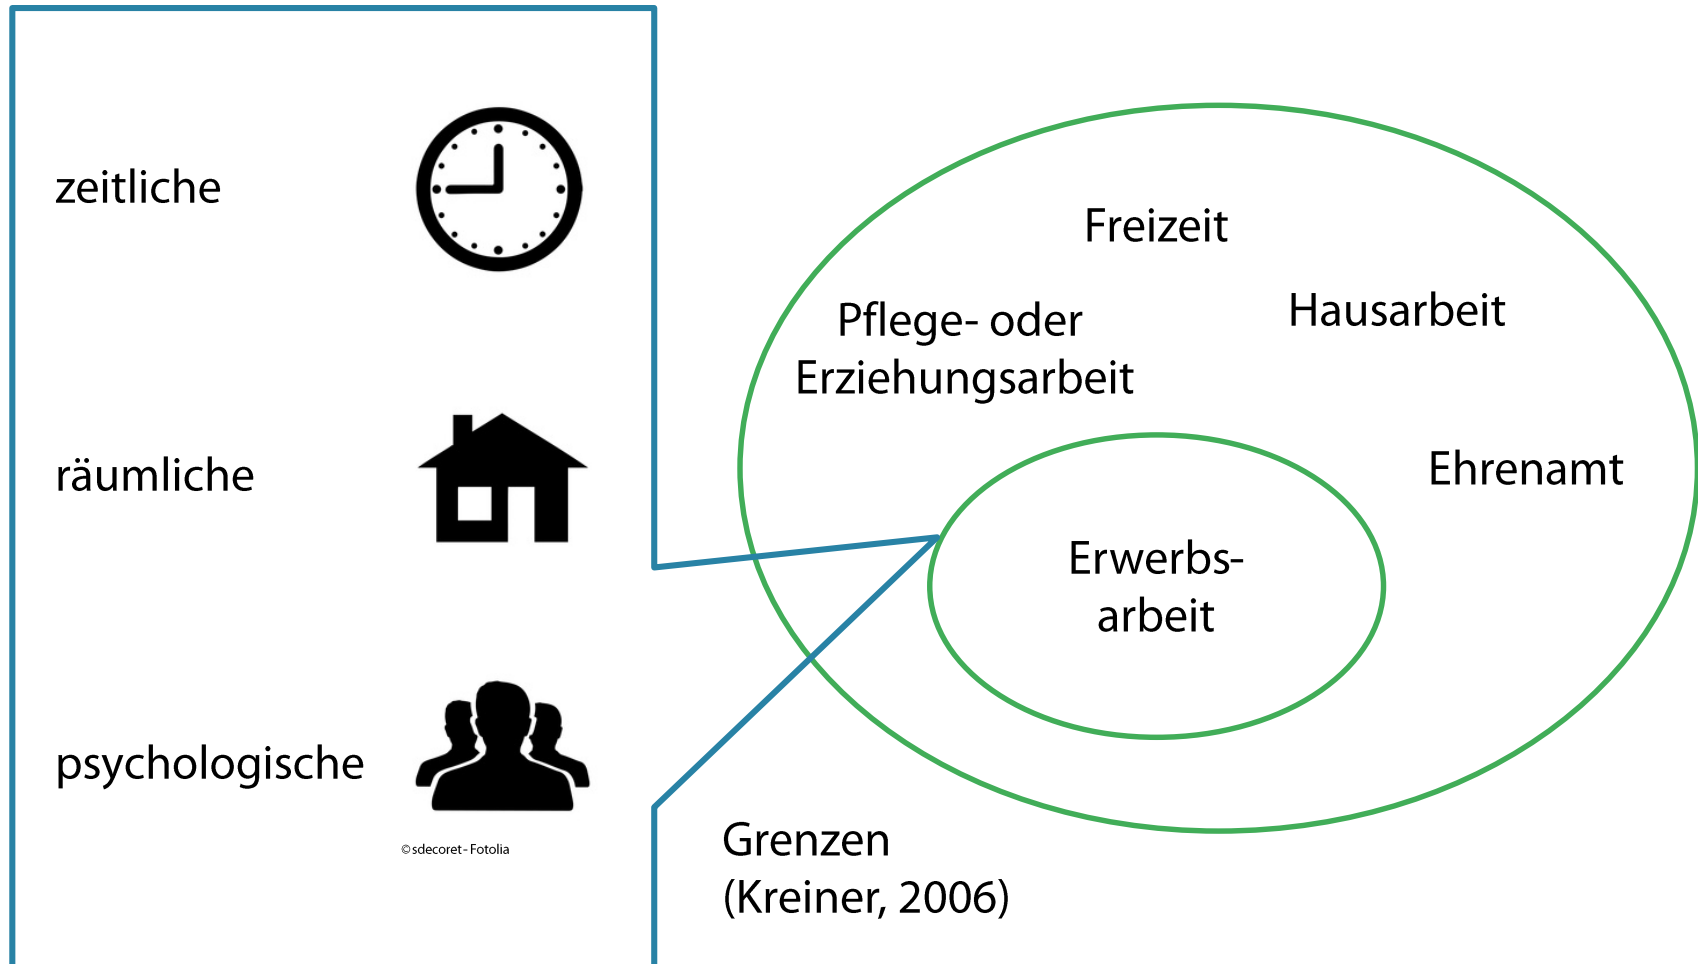 zeitliche
räumliche
psychologische
©sdecoret-Fotolia
Freizeit
Pflege- oder
Erziehungsarbeit
Hausarbeit
Ehrenamt
Erwerbs-
arbeit
Grenzen
(Kreiner, 2006)